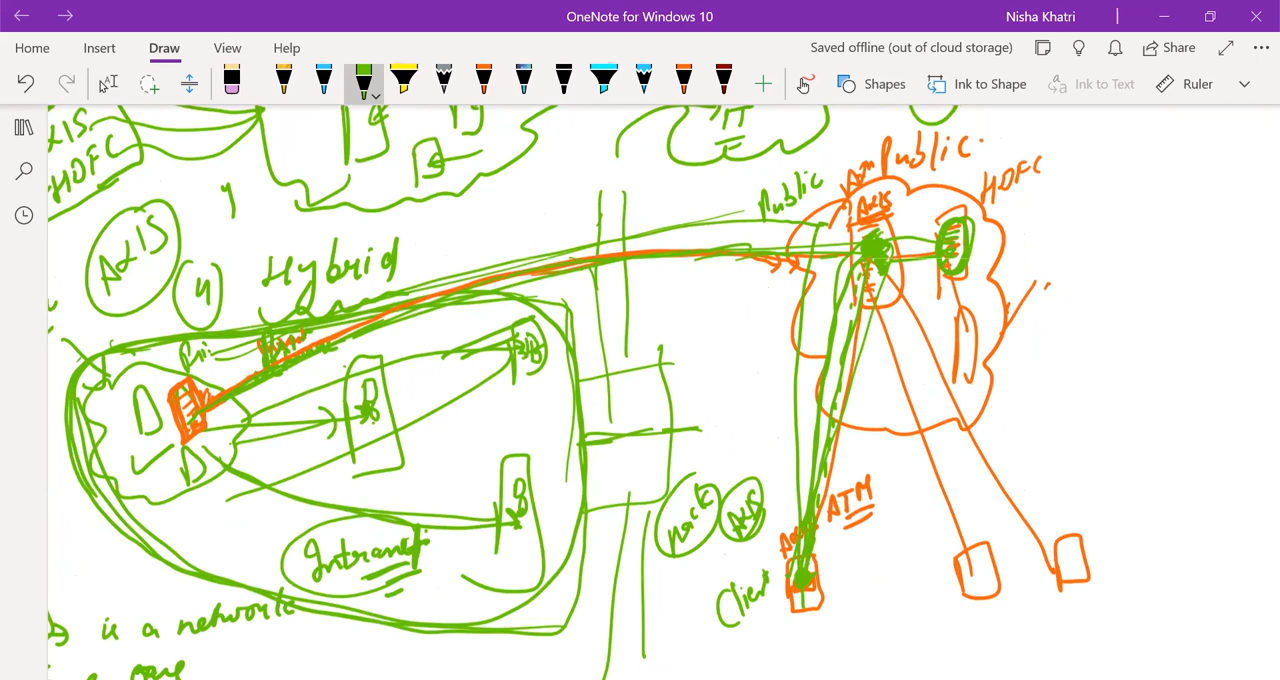 OneNote for Windows 10
Nisha Khatri
Home Insert Draw View Help
Saved offline (out of cloud storage)
Share
Shapes
Ink to Shape
Ink to Text
Ruler
AXIS
HDFC
Public
Public
HDFC
AXIS
AXIS
4
Hybrid
D
D
B
B
B
Intranet
AXIS
ATM
Client
is a network